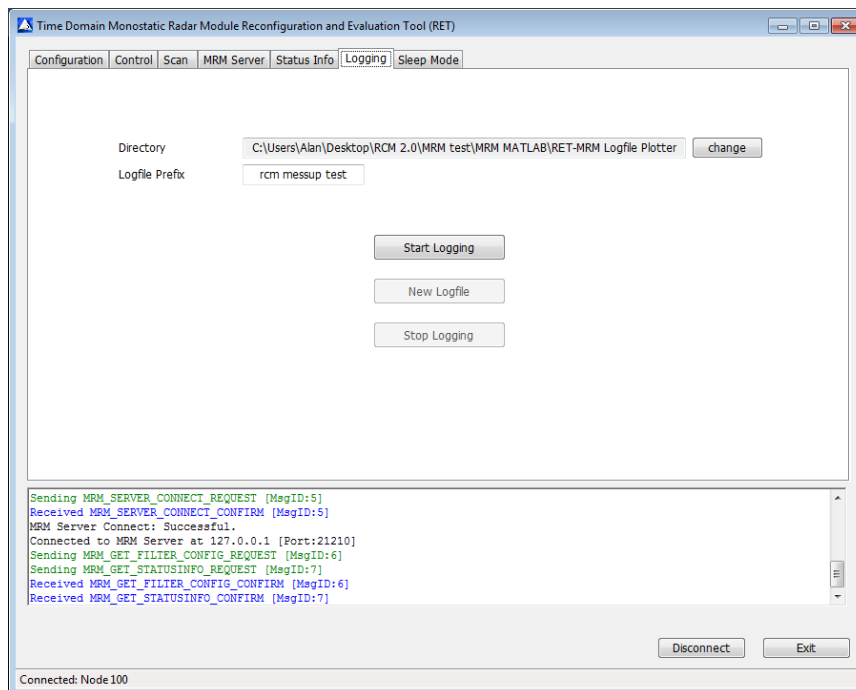 Time Domain Monostatic Radar Module Reconfiguration and Evaluation Tool (RET)
Configuration Control Scan MRM Server Status Info Logging Sleep Mode
Directory C:\Users\Alan\Desktop\RCM 2.0\MRM test\MRM MATLAB\RET-MRM Logfile Plotter change
Logfile Prefix rcm messup test
Start Logging
New Logfile
Stop Logging
Sending MRM_SERVER_CONNECT_REQUEST [MsgID:5]
Received MRM_SERVER_CONNECT_CONFIRM [MsgID:5]
MRM Server Connect: Successful.
Connected to MRM Server at 127.0.0.1 [Port:21210]
Sending MRM_GET_FILTER_CONFIG_REQUEST [MsgID:6]
Sending MRM_GET_STATUSINFO_REQUEST [MsgID:7]
Received MRM_GET_FILTER_CONFIG_CONFIRM [MsgID:6]
Received MRM_GET_STATUSINFO_CONFIRM [MsgID:7]
Disconnect Exit
Connected: Node 100